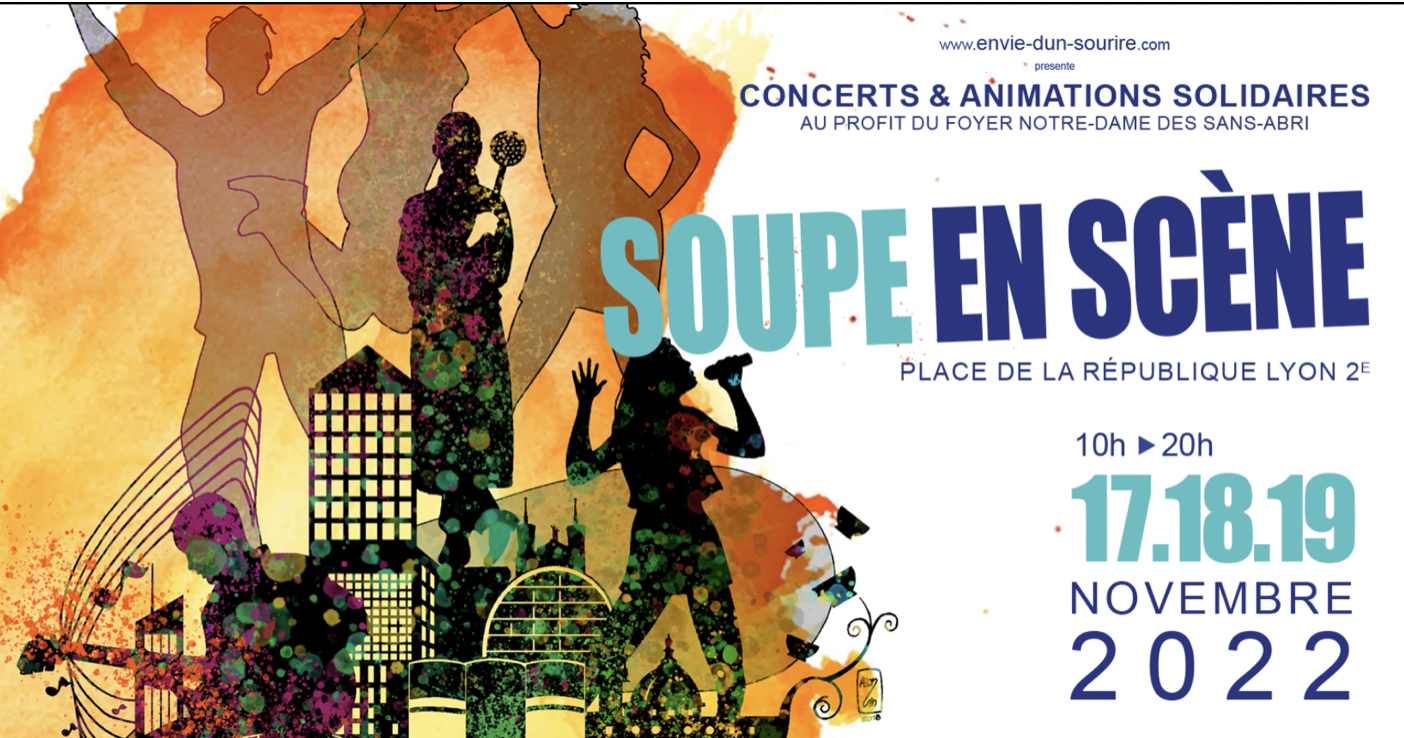 www.envie-dun-sourire.com
presente
CONCERTS & ANIMATIONS SOLIDAIRES
AU PROFIT DU FOYER NOTRE-DAME DES SANS-ABRI
SOUPE EN SCÈNE
PLACE DE LA RÉPUBLIQUE LYON 2E
10h ▶ 20h
17.18.19
NOVEMBRE
2022
2018